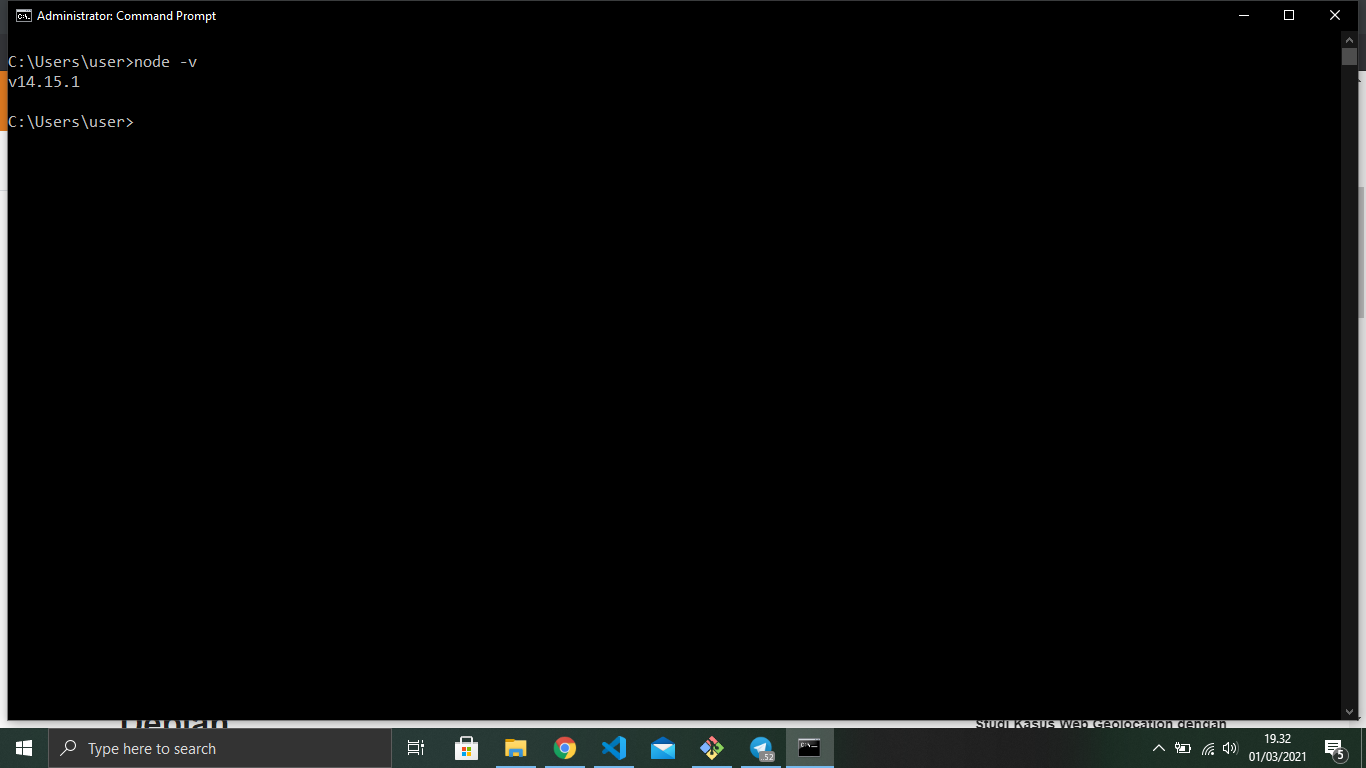 Administrator: Command Prompt
C:\Users\user>node -v
v14.15.1
C:\Users\user>
Debian
Studi Kasus Web Geolocation dengan
Type here to search
52
19.32
01/03/2021
5